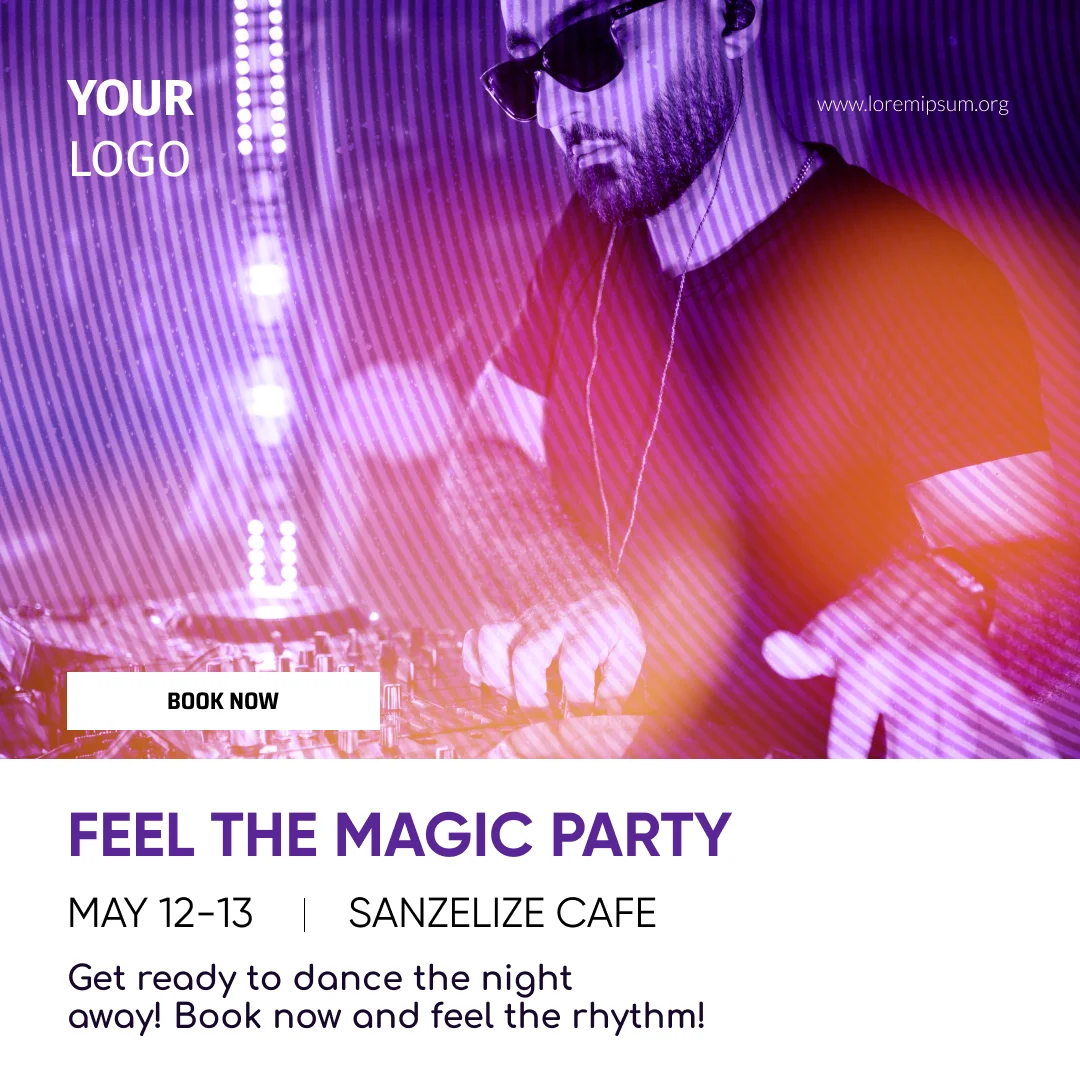 YOUR
LOGO
www.loremipsum.org
BOOK NOW
FEEL THE MAGIC PARTY
MAY 12-13 | SANZELIZE CAFE
Get ready to dance the night
away! Book now and feel the rhythm!